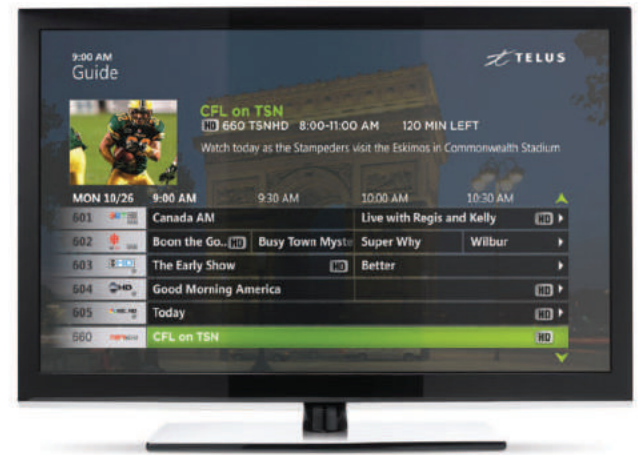 9:00 AM
Guide
TELUS
CFL on TSN
HD 660 TSNHD 8:00-11:00 AM 120 MIN LEFT
Watch today as the Stampeders visit the Eskimos in Commonwealth Stadium
MON 10/26 9:00 AM 9:30 AM 10:00 AM 10:30 AM
601 Canada AM Live with Regis and Kelly HD
602 Boon the Go.. HD Busy Town Myste Super Why Wilbur
603 The Early Show HD Better
604 HD Good Morning America HD
605 Today HD
660 CFL on TSN HD